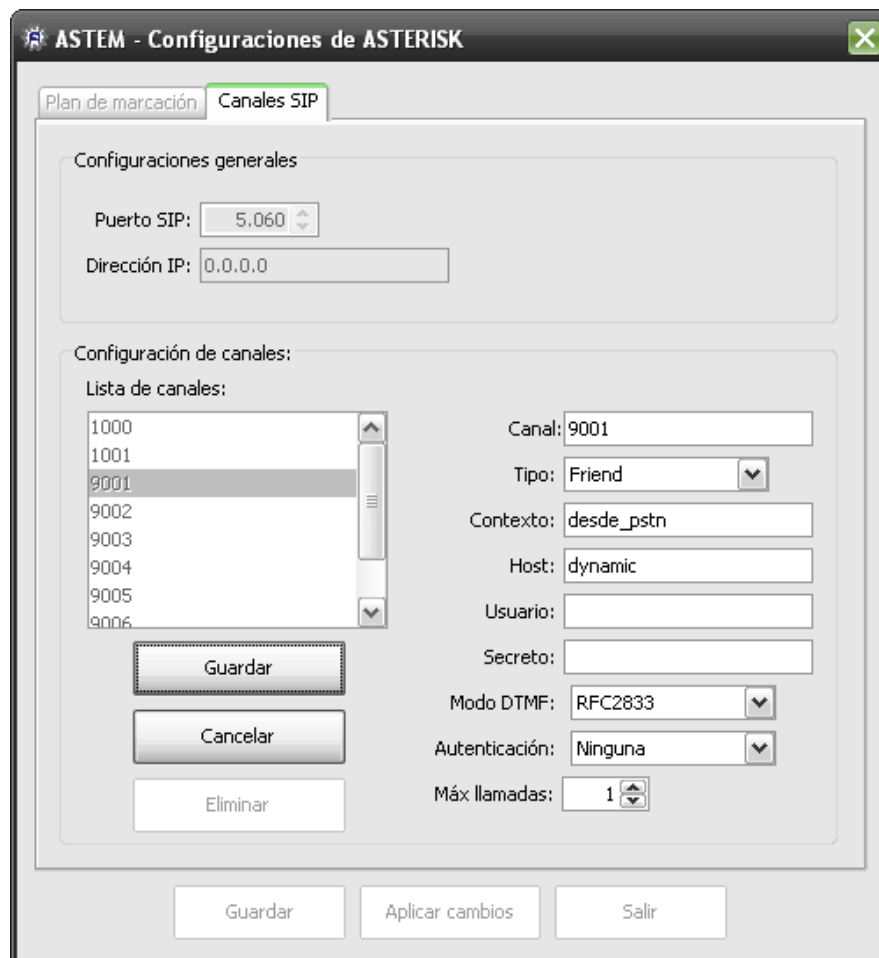 ASTEM - Configuraciones de ASTERISK
Plan de marcación Canales SIP
Configuraciones generales
Puerto SIP: 5.060
Dirección IP: 0.0.0.0
Configuración de canales:
Lista de canales:
1000
1001
9001
9002
9003
9004
9005
9006
Guardar
Cancelar
Eliminar
Canal: 9001
Tipo: Friend
Contexto: desde_pstn
Host: dynamic
Usuario:
Secreto:
Modo DTMF: RFC2833
Autenticación: Ninguna
Máx llamadas: 1
Guardar Aplicar cambios Salir